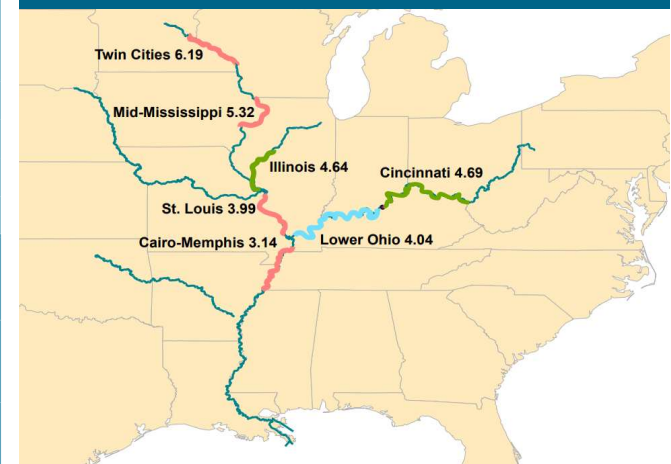 Twin Cities 6.19
Mid-Mississippi 5.32
Illinois 4.64
Cincinnati 4.69
St. Louis 3.99
Cairo-Memphis 3.14
Lower Ohio 4.04